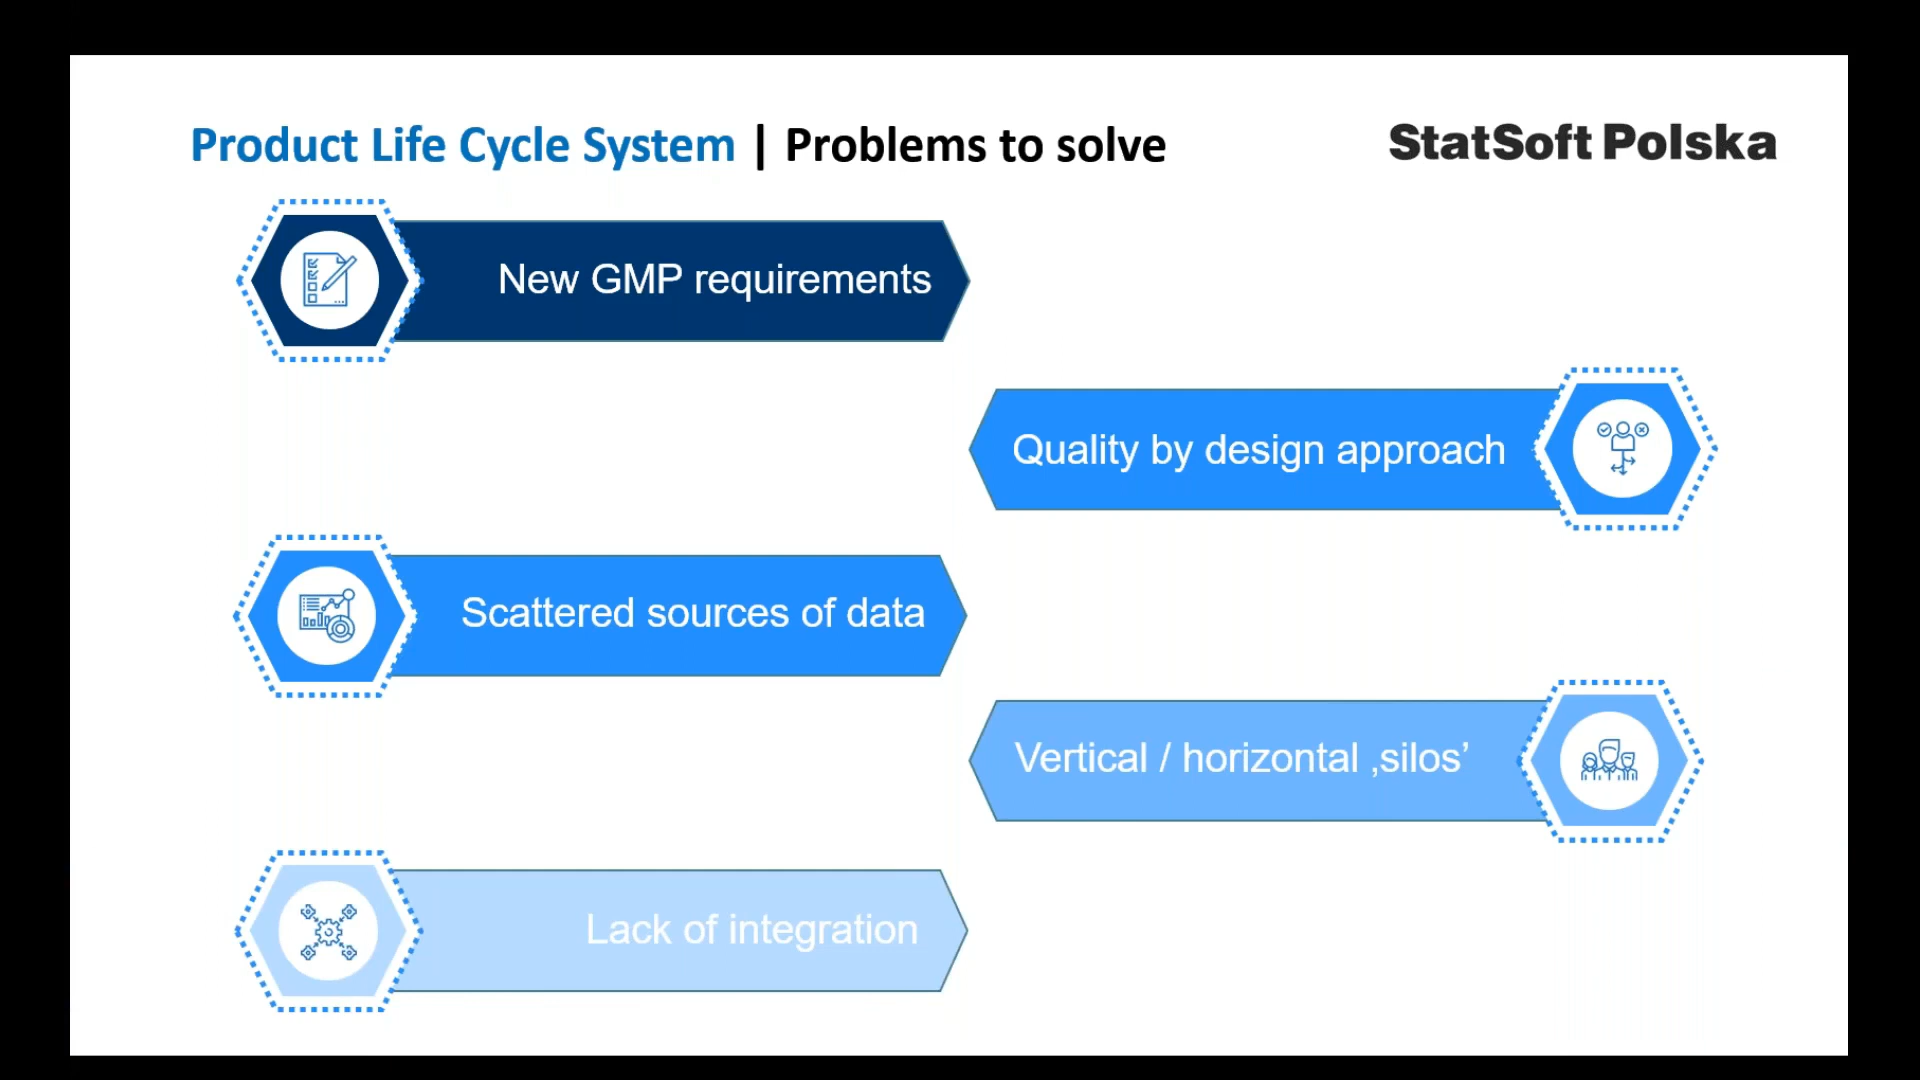 Product Life Cycle System | Problems to solve
StatSoft Polska
New GMP requirements
Quality by design approach
Scattered sources of data
Vertical / horizontal ‚silos’
Lack of integration